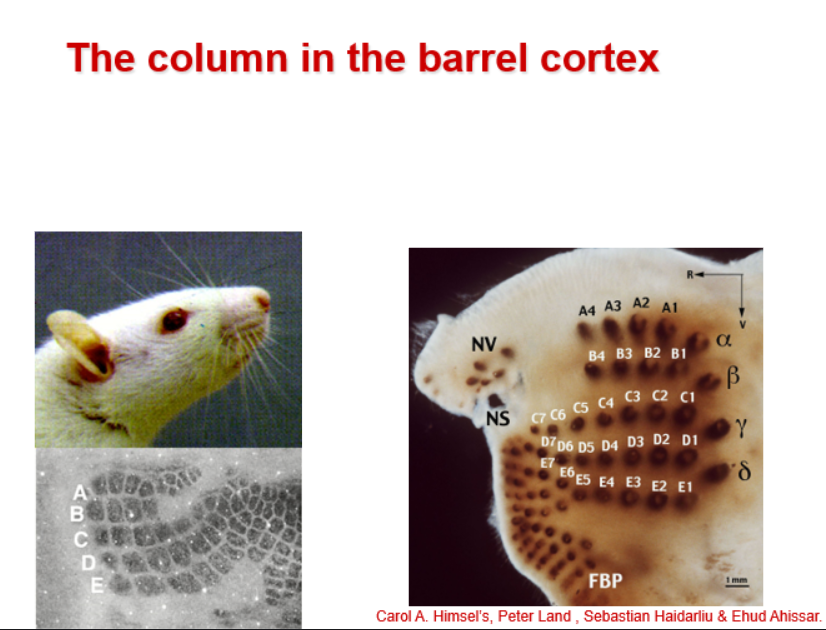 The column in the barrel cortex
R
V
A4 A3 A2 A1
α
NV
B4 B3 B2 B1
β
C7 C6 C5 C4 C3 C2 C1
NS
γ
D7 D6 D5 D4 D3 D2 D1
δ
E7 E6 E5 E4 E3 E2 E1
FBP
1 mm
A
B
C
D
E
Carol A. Himsel's, Peter Land , Sebastian Haidarliu & Ehud Ahissar.